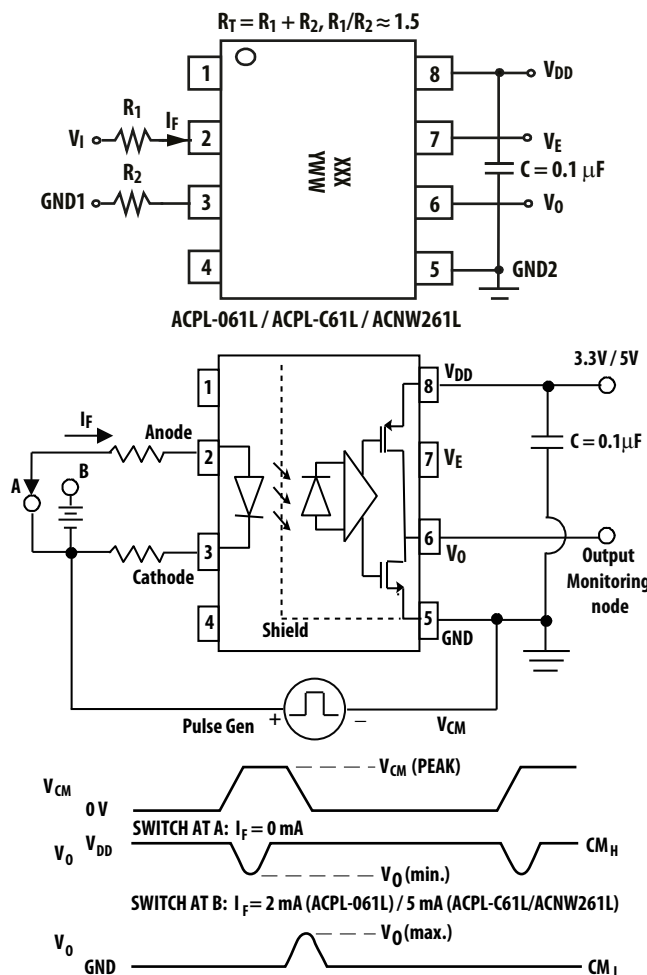 R_T = R_1 + R_2, R_1/R_2 ≈ 1.5
1
8
V_DD
R_1
I_F
V_I
2
7
V_E
XXX
YWW
C = 0.1 µF
R_2
GND1
3
6
V_O
4
5
GND2
ACPL-061L / ACPL-C61L / ACNW261L
1
8
V_DD
3.3V / 5V
I_F
Anode
2
7
V_E
C = 0.1µF
A
B
3
6
V_O
Cathode
Output
Monitoring
node
4
Shield
5
GND
Pulse Gen
+
−
V_CM
V_CM
V_CM (PEAK)
0 V
SWITCH AT A: I_F = 0 mA
V_O
V_DD
CM_H
V_O (min.)
SWITCH AT B: I_F = 2 mA (ACPL-061L) / 5 mA (ACPL-C61L/ACNW261L)
V_O
V_O (max.)
GND
CM_L